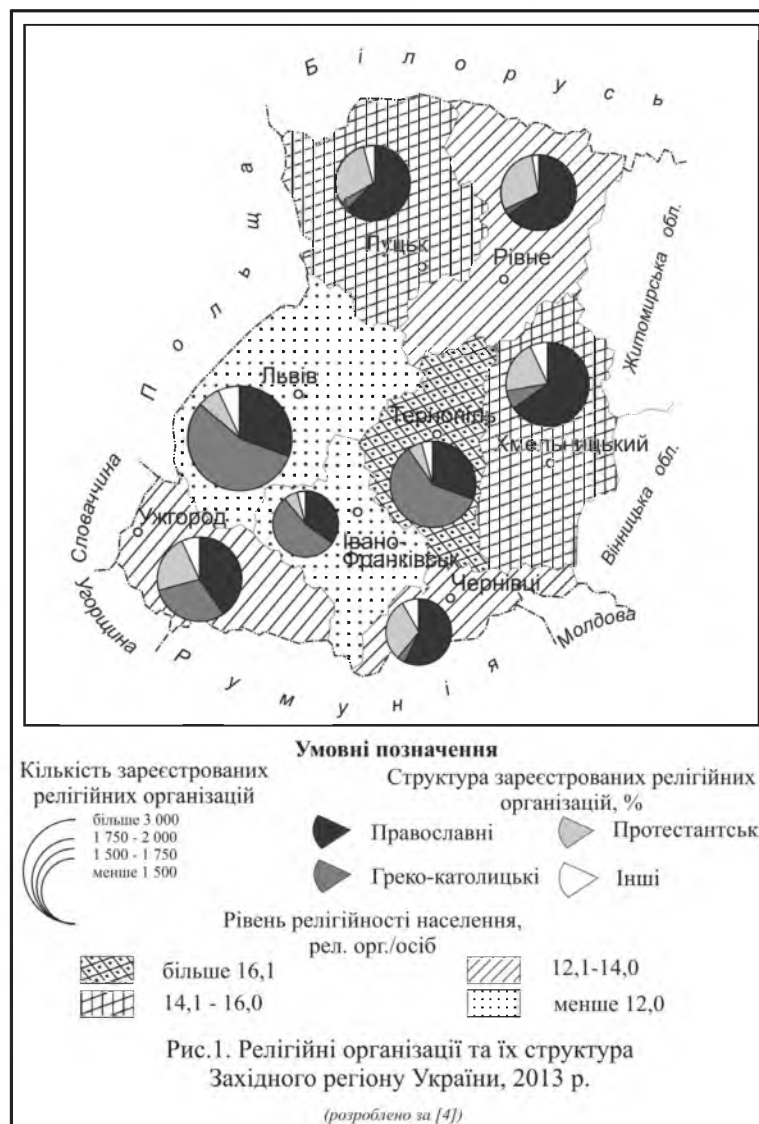 Білорусь
Польща
Луцьк
Рівне
Житомирська обл.
Львів
Тернопіль
Хмельницький
Вінницька обл.
Словаччина
Ужгород
Івано-
Франківськ
Чернівці
Угорщина
Румунія
Молдова
Умовні позначення
Кількість зареєстрованих
релігійних організацій
більше 3 000
1 750 - 2 000
1 500 - 1 750
менше 1 500
Структура зареєстрованих релігійних
організацій, %
Православні
Протестантськ
Греко-католицькі
Інші
Рівень релігійності населення,
рел. орг./осіб
більше 16,1
12,1-14,0
14,1 - 16,0
менше 12,0
Рис.1. Релігійні організації та їх структура
Західного регіону України, 2013 р.
(розроблено за [4])